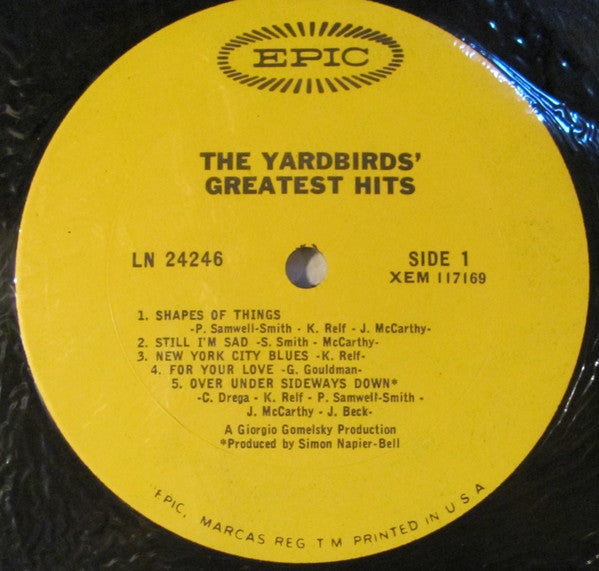 EPIC
THE YARDBIRDS'
GREATEST HITS
LN 24246
SIDE 1
XEM 117169
1. SHAPES OF THINGS
-P. Samwell-Smith - K. Relf - J. McCarthy-
2. STILL I'M SAD -S. Smith - McCarthy-
3. NEW YORK CITY BLUES -K. Relf-
4. FOR YOUR LOVE -G. Gouldman-
5. OVER UNDER SIDEWAYS DOWN*
-C. Drega - K. Relf - P. Samwell-Smith -
J. McCarthy - J. Beck-
A Giorgio Gomelsky Production
*Produced by Simon Napier-Bell
EPIC, MARCAS REG T M PRINTED IN U S A